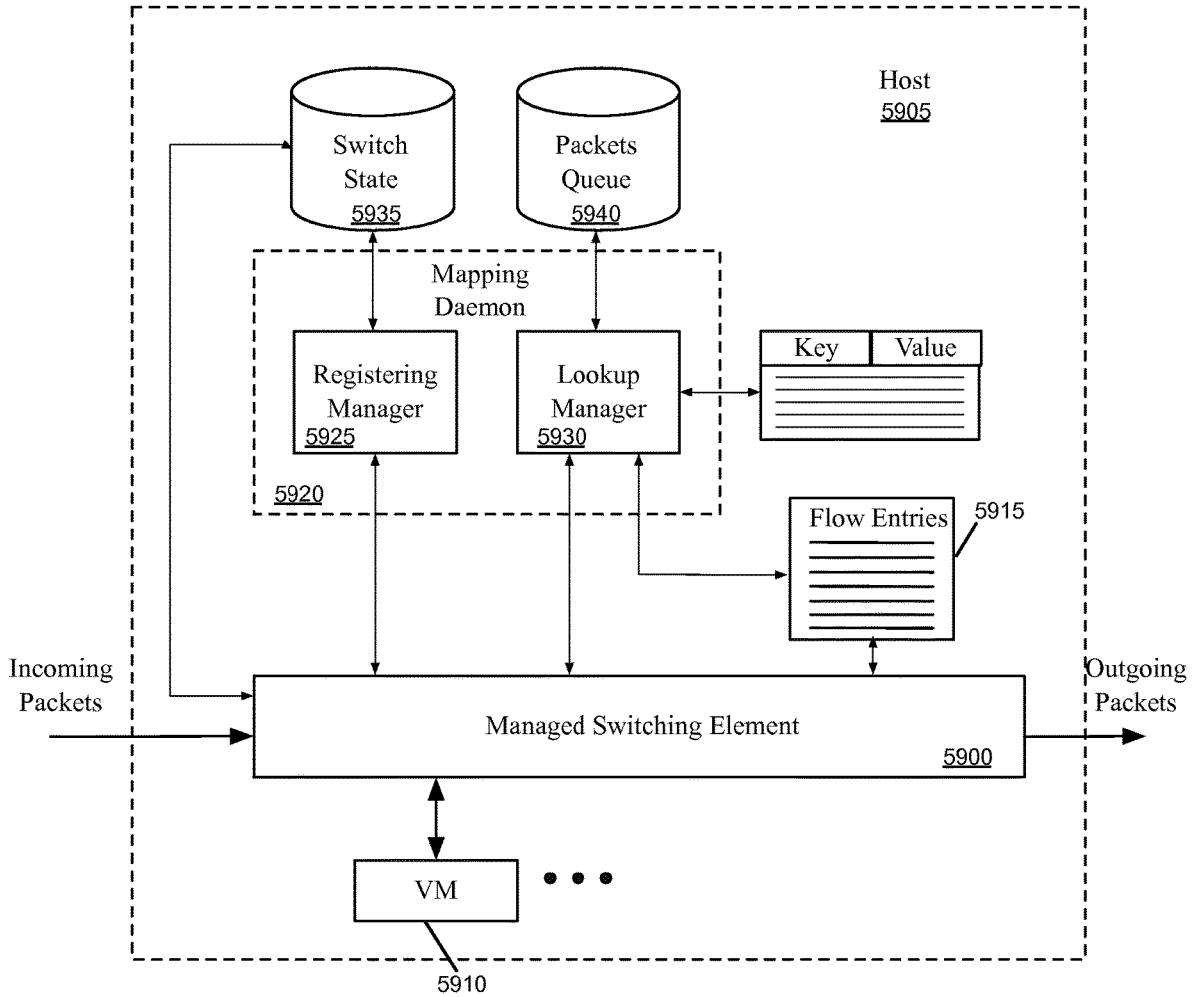 Host
5905
Switch
State
5935
Packets
Queue
5940
Mapping
Daemon
Registering
Manager
5925
Lookup
Manager
5930
Key
Value
5920
Flow Entries
5915
Incoming
Packets
Managed Switching Element
5900
Outgoing
Packets
VM
5910